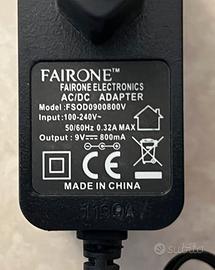 FAIRONE™
FAIRONE ELECTRONICS
AC/DC ADAPTER
Model:FSOD0900800V
Input:100-240V~
50/60Hz 0.32A MAX
Output:9V⎓800mA
CE
MADE IN CHINA
Subito